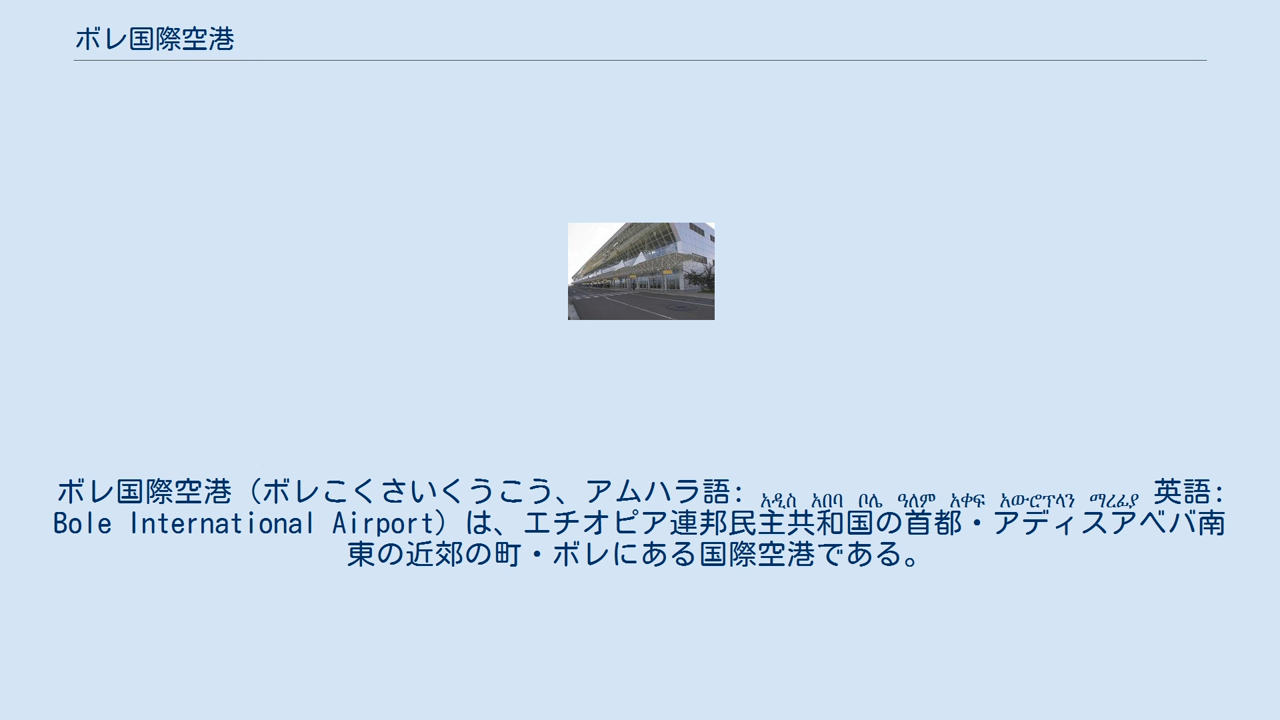 ボレ国際空港
ボレ国際空港（ボレこくさいくうこう、アムハラ語: አዲስ አበባ ቦሌ ዓለም አቀፍ አውሮፕላን ማረፊያ 英語:
Bole International Airport）は、エチオピア連邦民主共和国の首都・アディスアベバ南
東の近郊の町・ボレにある国際空港である。